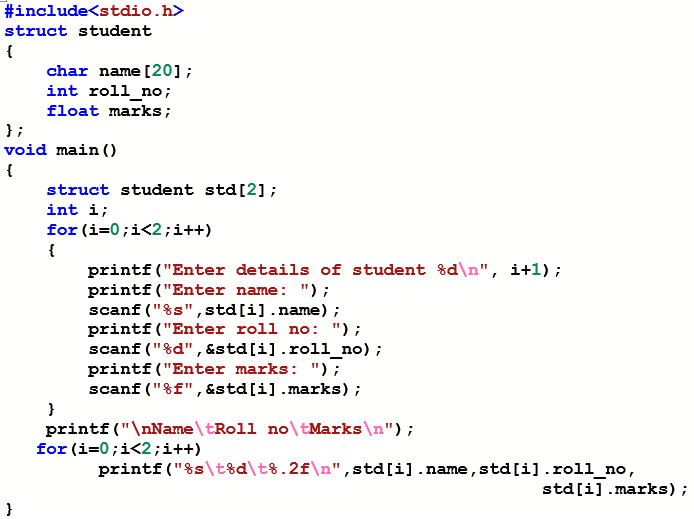 #include<stdio.h>
struct student
{
    char name[20];
    int roll_no;
    float marks;
};
void main()
{
    struct student std[2];
    int i;
    for(i=0;i<2;i++)
    {
        printf("Enter details of student %d\n", i+1);
        printf("Enter name: ");
        scanf("%s",std[i].name);
        printf("Enter roll no: ");
        scanf("%d",&std[i].roll_no);
        printf("Enter marks: ");
        scanf("%f",&std[i].marks);
    }
    printf("\nName\tRoll no\tMarks\n");
   for(i=0;i<2;i++)
         printf("%s\t%d\t%.2f\n",std[i].name,std[i].roll_no,
                                                   std[i].marks);
}